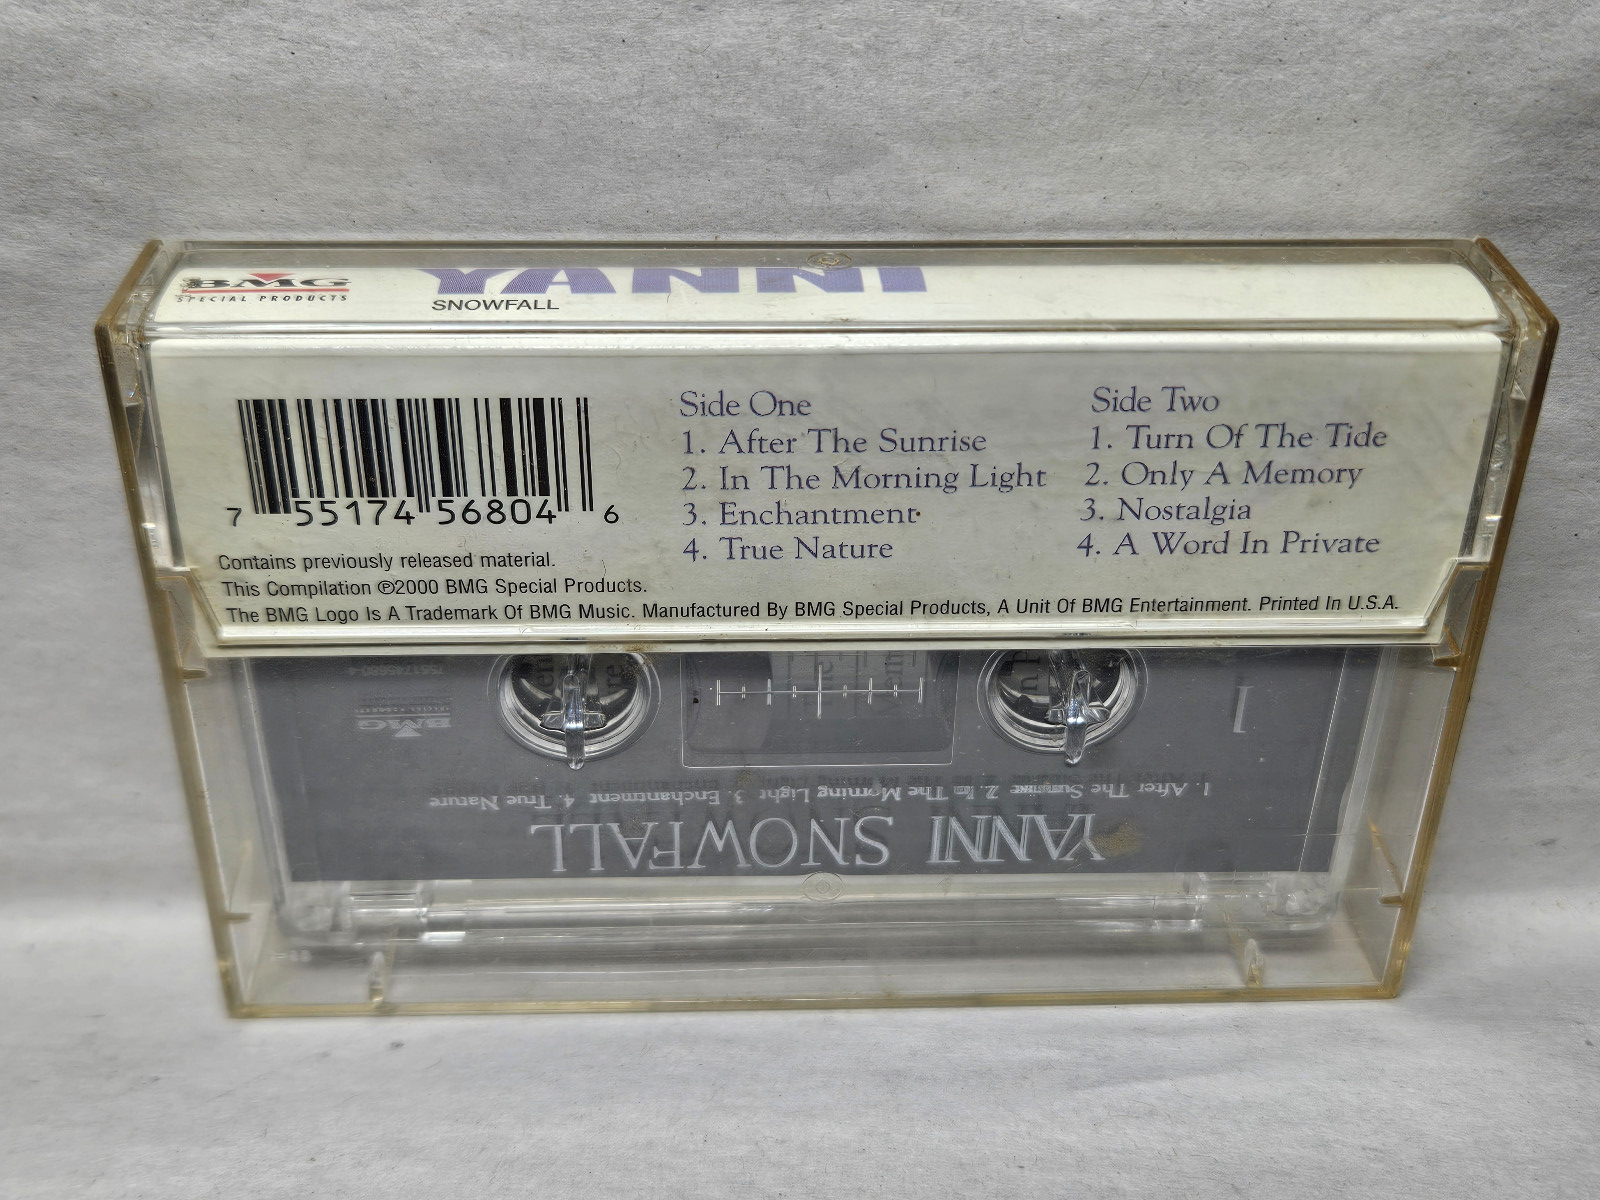 BMG
SPECIAL PRODUCTS
YANNI
SNOWFALL
7 55174 56804 6
Contains previously released material.
This Compilation ℗2000 BMG Special Products.
The BMG Logo Is A Trademark Of BMG Music. Manufactured By BMG Special Products, A Unit Of BMG Entertainment. Printed In U.S.A.
Side One
1. After The Sunrise
2. In The Morning Light
3. Enchantment
4. True Nature
Side Two
1. Turn Of The Tide
2. Only A Memory
3. Nostalgia
4. A Word In Private
YANNI SNOWFALL
1. After The Sunrise 2. In The Morning Light 3. Enchantment 4. True Nature
1
BMG